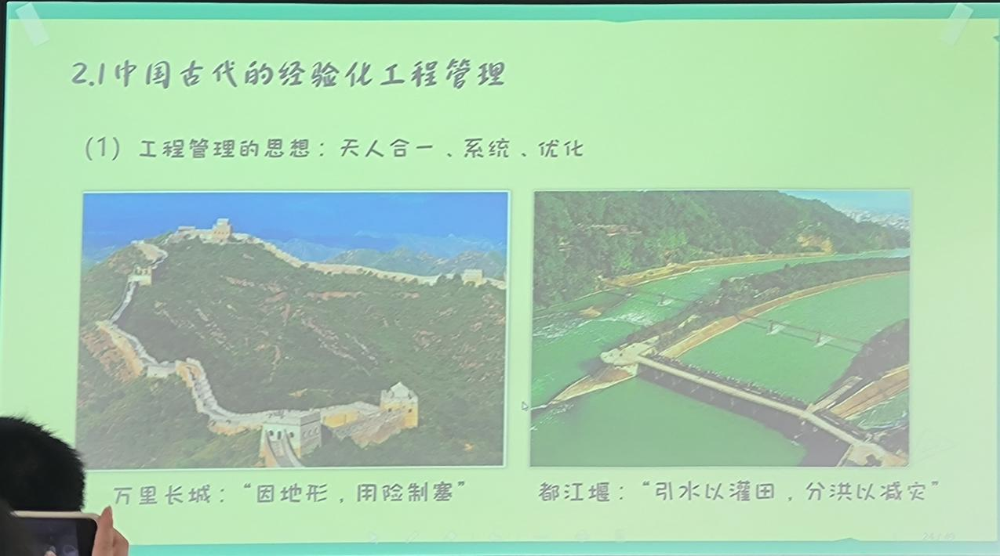 2.1中国古代的经验化工程管理
(1) 工程管理的思想：天人合一、系统、优化
万里长城：“因地形，用险制塞”
都江堰：“引水以灌田，分洪以减灾”